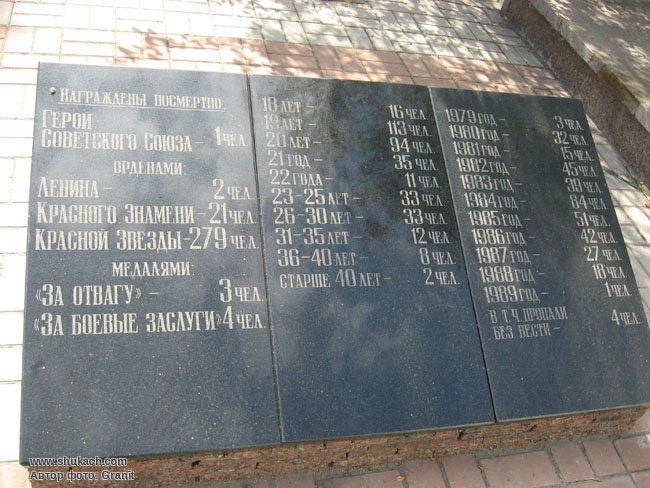 Награждены посмертно:
Герои
Советского Союза – 1 чел
орденами:
Ленина – 2 чел.
Красного Знамени – 21 чел.
Красной Звезды – 279 чел.
медалями:
«За отвагу» – 3 чел.
«За боевые заслуги» 4 чел.
18 лет – 16 чел.
19 лет – 113 чел.
20 лет – 94 чел.
21 год – 35 чел.
22 года – 11 чел.
23-25 лет – 33 чел.
26-30 лет – 33 чел.
31-35 лет – 12 чел.
36-40 лет – 8 чел.
старше 40 лет – 2 чел.
1979 год – 3 чел.
1980 год – 32 чел.
1981 год – 15 чел.
1982 год – 45 чел.
1983 год – 39 чел.
1984 год – 84 чел.
1985 год – 51 чел.
1986 год – 42 чел.
1987 год – 27 чел.
1988 год – 18 чел.
1989 год – 1 чел.
в т.ч. пропали
без вести – 4 чел.
www.shukach.com
Автор фото: Granit